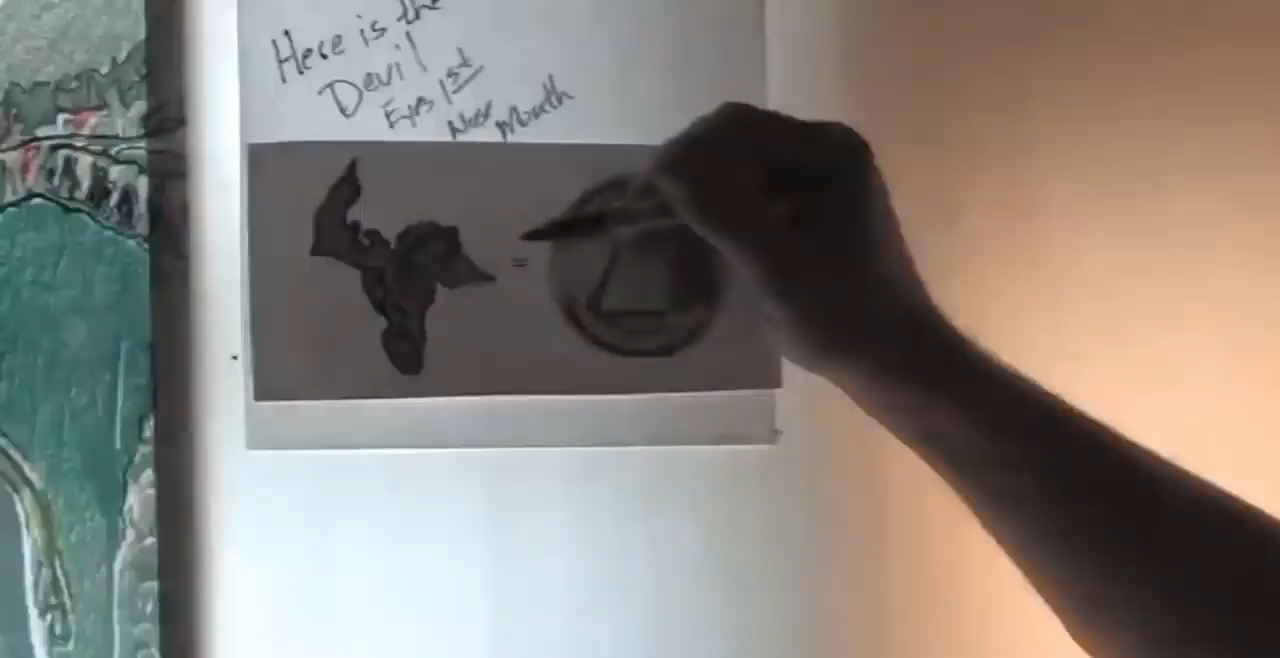 Here is the
Devil
Eyes 1st
Nose
Mouth
=